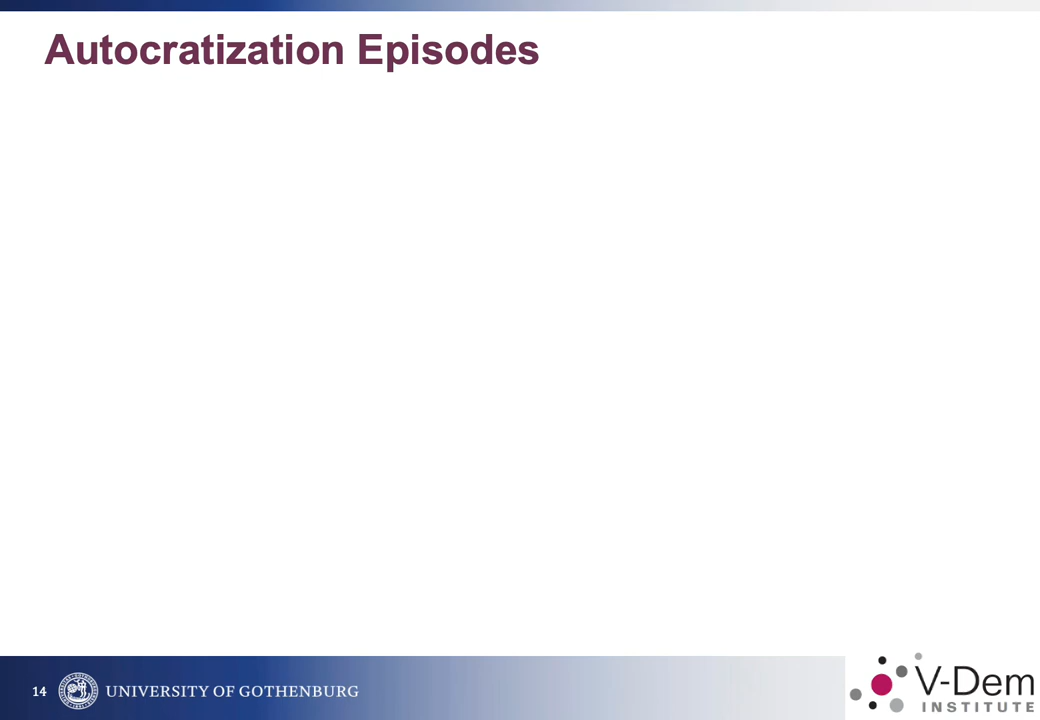 Autocratization Episodes
14
UNIVERSITY OF GOTHENBURG
V-Dem
INSTITUTE